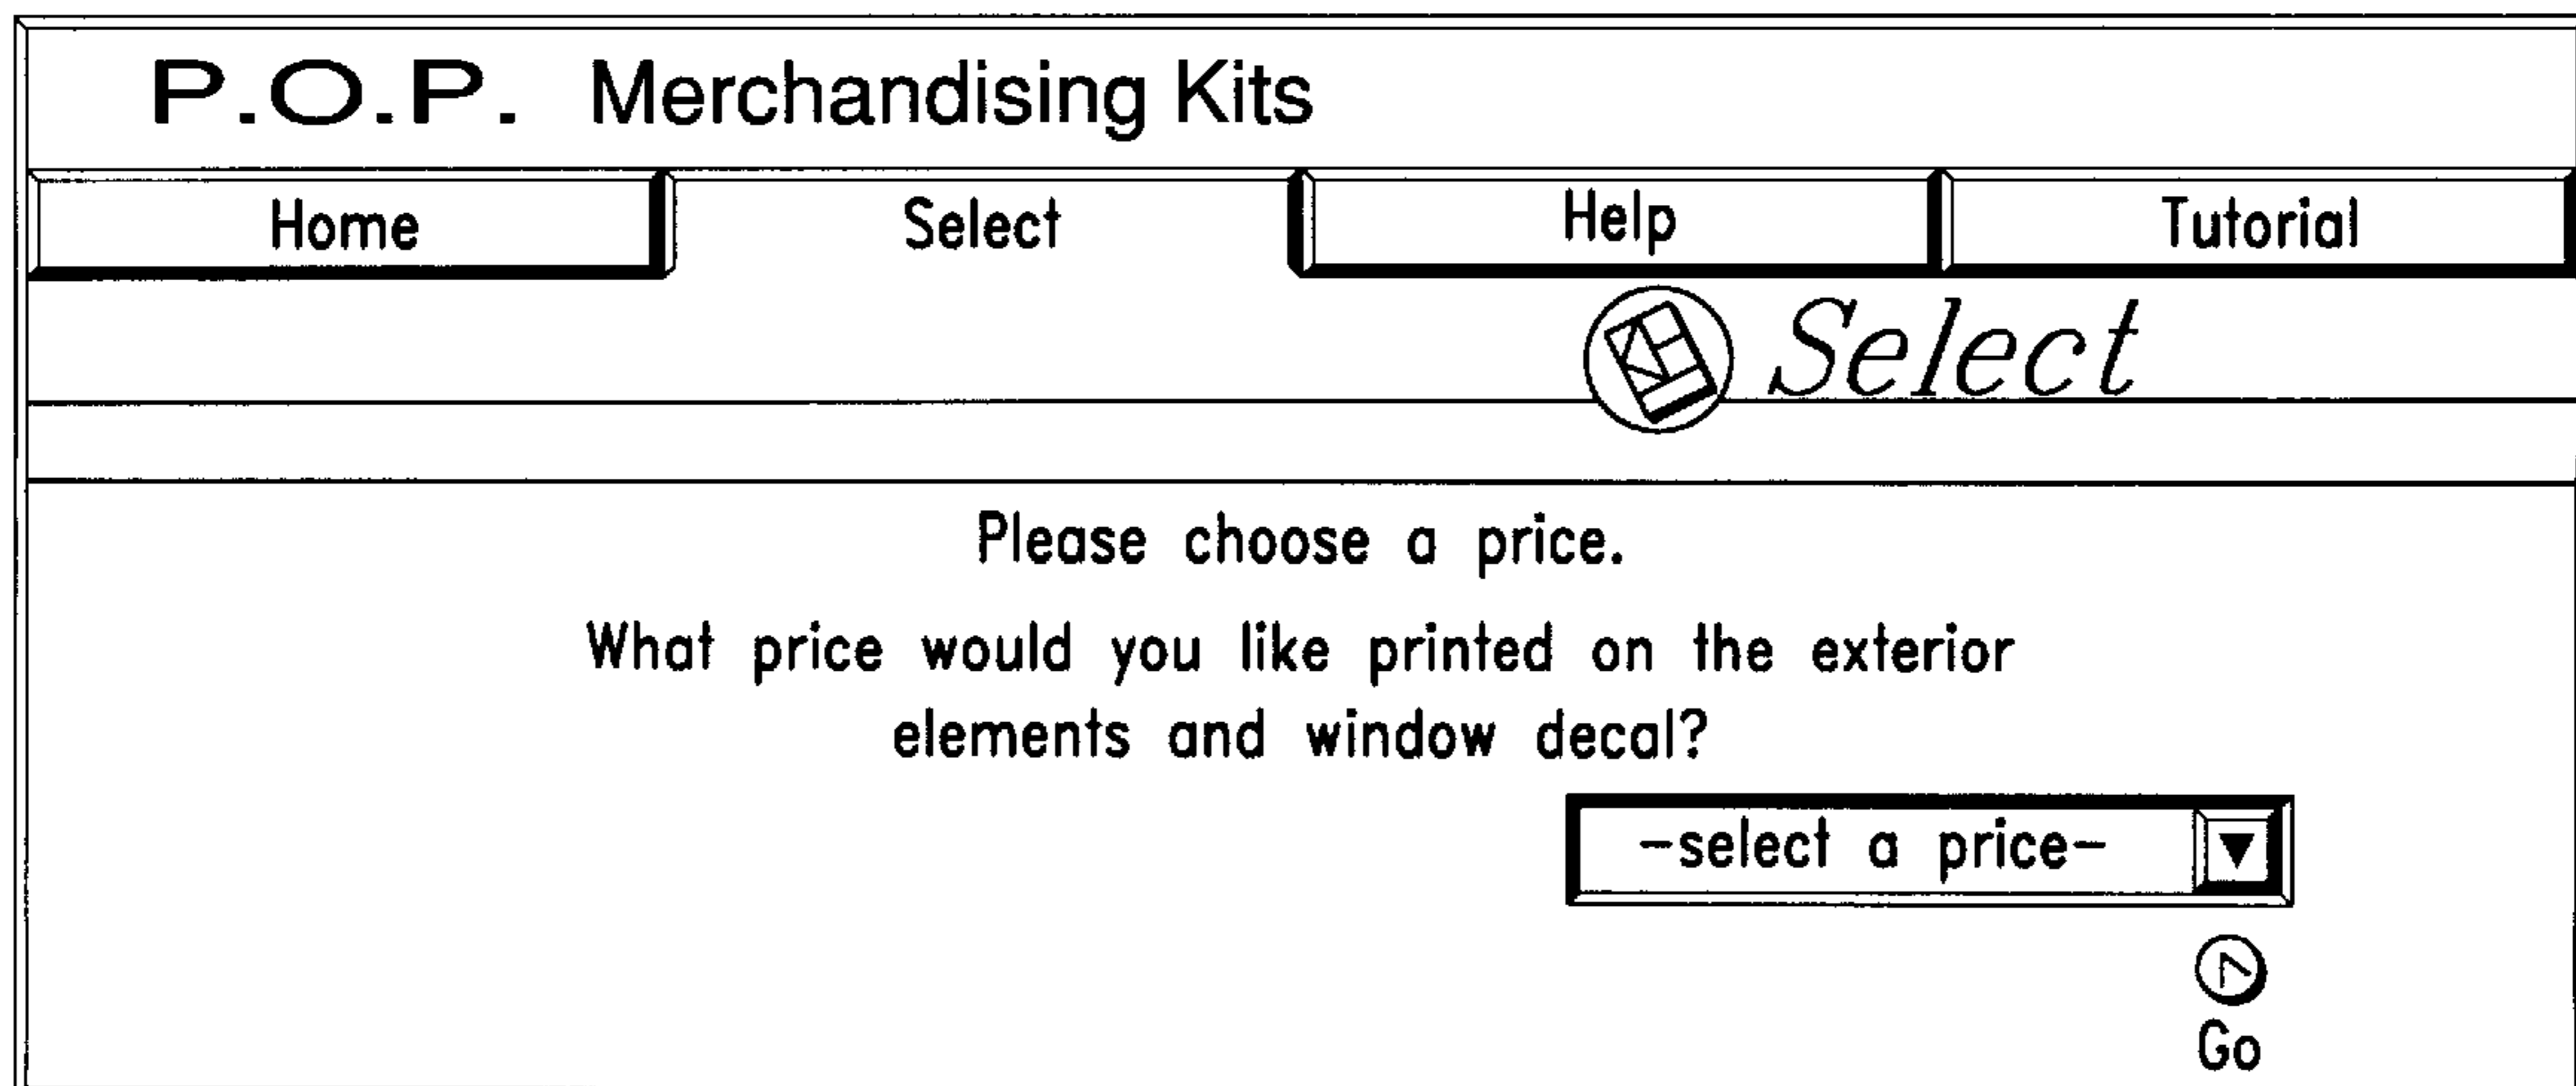 P.O.P. Merchandising Kits
Home Select Help Tutorial
Select
Please choose a price.
What price would you like printed on the exterior
elements and window decal?
-select a price-
Go